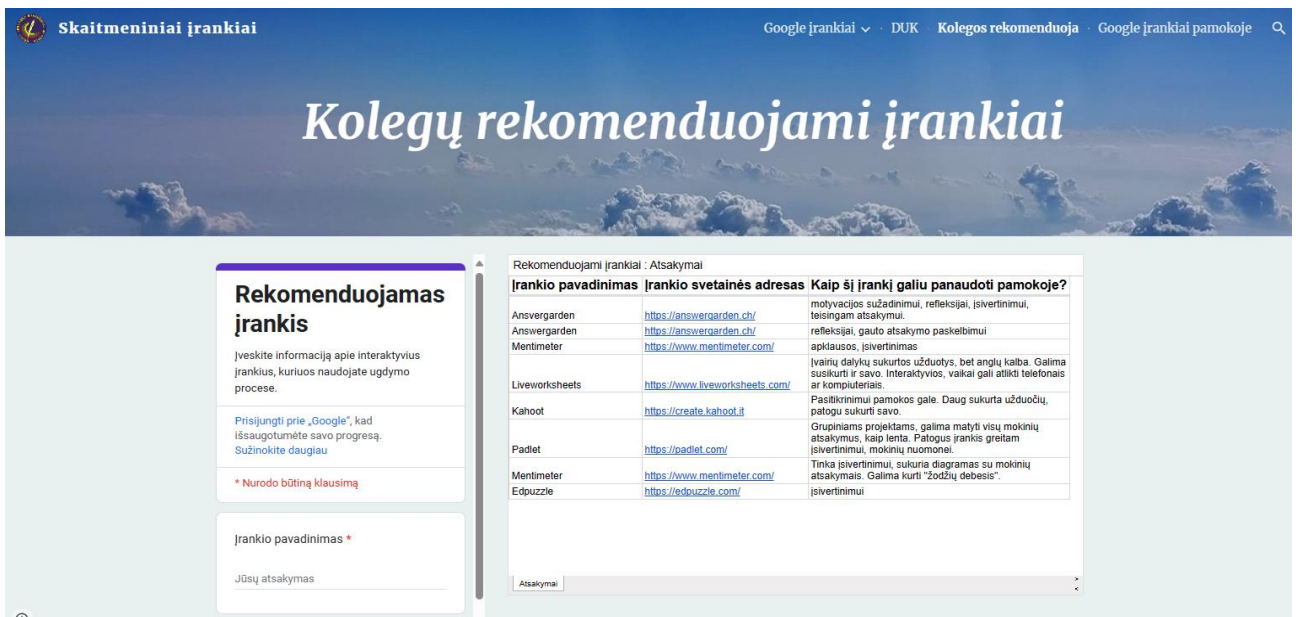 Skaitmeniniai įrankiai
Google įrankiai · DUK · Kolegos rekomenduoja · Google įrankiai pamokoje
Kolegų rekomenduojami įrankiai
Rekomenduojamas
įrankis
Įveskite informaciją apie interaktyvius
įrankius, kuriuos naudojate ugdymo
procese.
Prisijungti prie „Google“, kad
išsaugotumėte savo progresą.
Sužinokite daugiau
* Nurodo būtiną klausimą
Įrankio pavadinimas *
Jūsų atsakymas
Rekomenduojami įrankiai : Atsakymai
Įrankio pavadinimas Įrankio svetainės adresas Kaip šį įrankį galiu panaudoti pamokoje?
motyvacijos sužadinimui, refleksijai, įsivertinimui,
Ansvergarden https://answergarden.ch/ teisingam atsakymui.
Answergarden https://answergarden.ch/ refleksijai, gauto atsakymo paskelbimui
Mentimeter https://www.mentimeter.com/ apklausos, įsivertinimas
Įvairių dalykų sukurtos užduotys, bet anglų kalba. Galima
susikurti ir savo. Interaktyvios, vaikai gali atlikti telefonais
Liveworksheets https://www.liveworksheets.com/ ar kompiuteriais.
Pasitikrinimui pamokos gale. Daug sukurta užduočių,
Kahoot https://create.kahoot.it patogu sukurti savo.
Grupiniams projektams, galima matyti visų mokinių
atsakymus, kaip lenta. Patogus įrankis greitam
Padlet https://padlet.com/ įsivertinimui, mokinių nuomonei.
Tinka įsivertinimui, sukuria diagramas su mokinių
Mentimeter https://www.mentimeter.com/ atsakymais. Galima kurti "žodžių debesis".
Edpuzzle https://edpuzzle.com/ įsivertinimui
Atsakymai